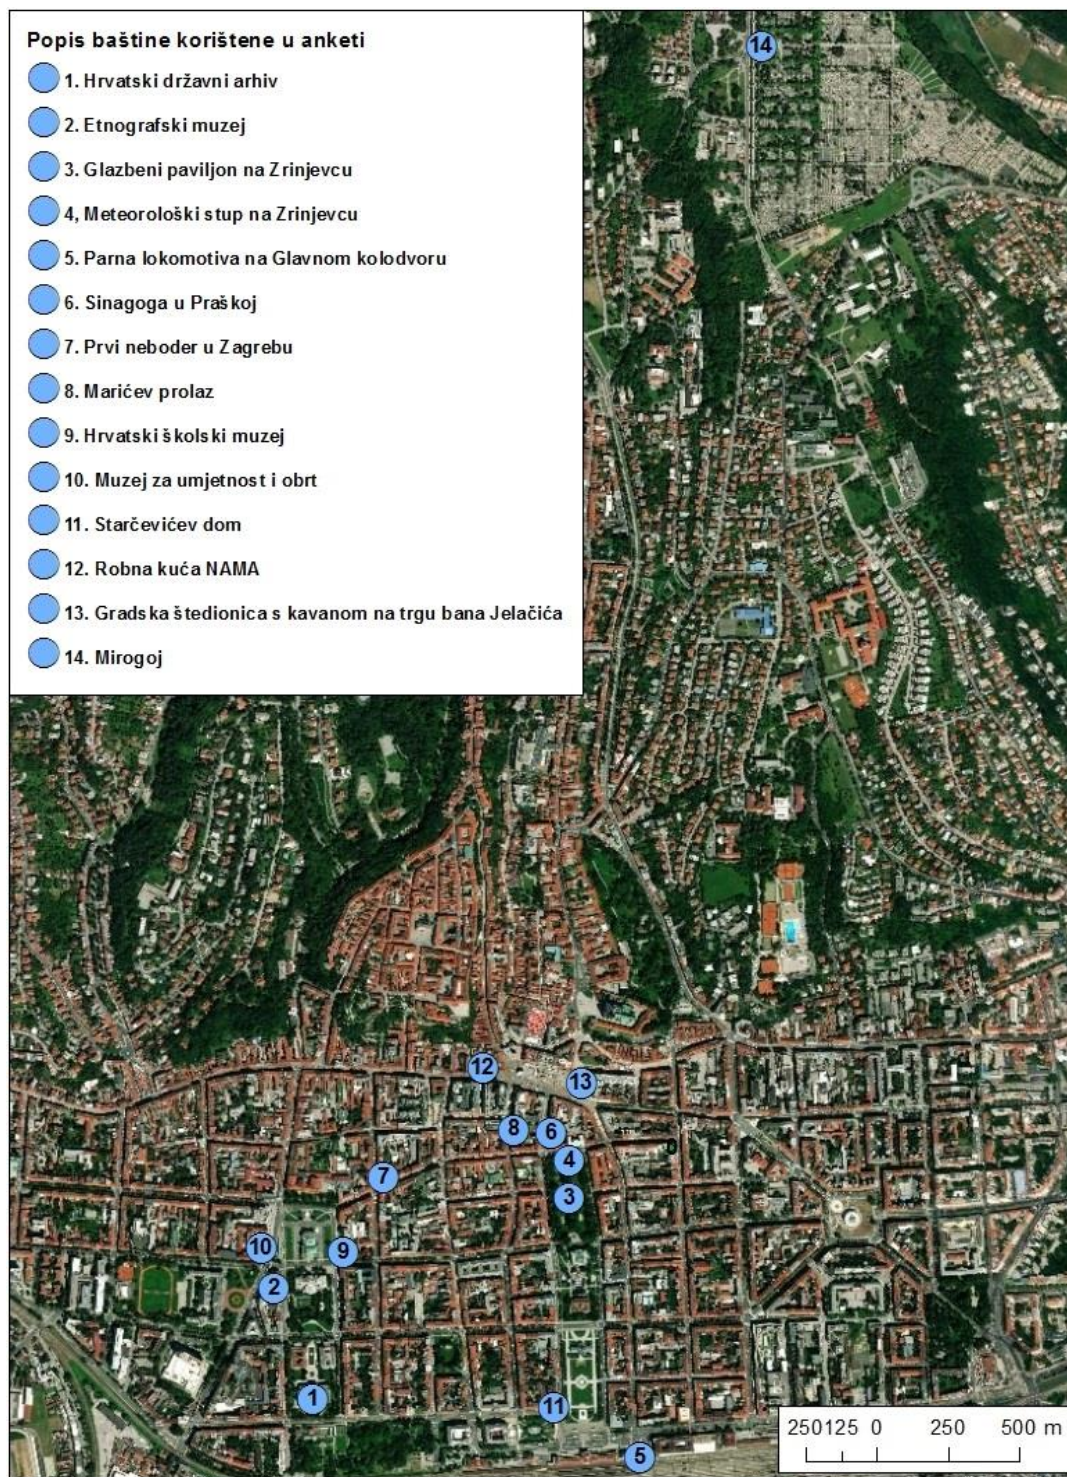 Popis baštine korištene u anketi
1. Hrvatski državni arhiv
2. Etnografski muzej
3. Glazbeni paviljon na Zrinjevcu
4, Meteorološki stup na Zrinjevcu
5. Parna lokomotiva na Glavnom kolodvoru
6. Sinagoga u Praškoj
7. Prvi neboder u Zagrebu
8. Marićev prolaz
9. Hrvatski školski muzej
10. Muzej za umjetnost i obrt
11. Starčevićev dom
12. Robna kuća NAMA
13. Gradska štedionica s kavanom na trgu bana Jelačića
14. Mirogoj
14
12
13
8
6
4
7
3
10
9
2
1
11
5
250 125 0 250 500 m